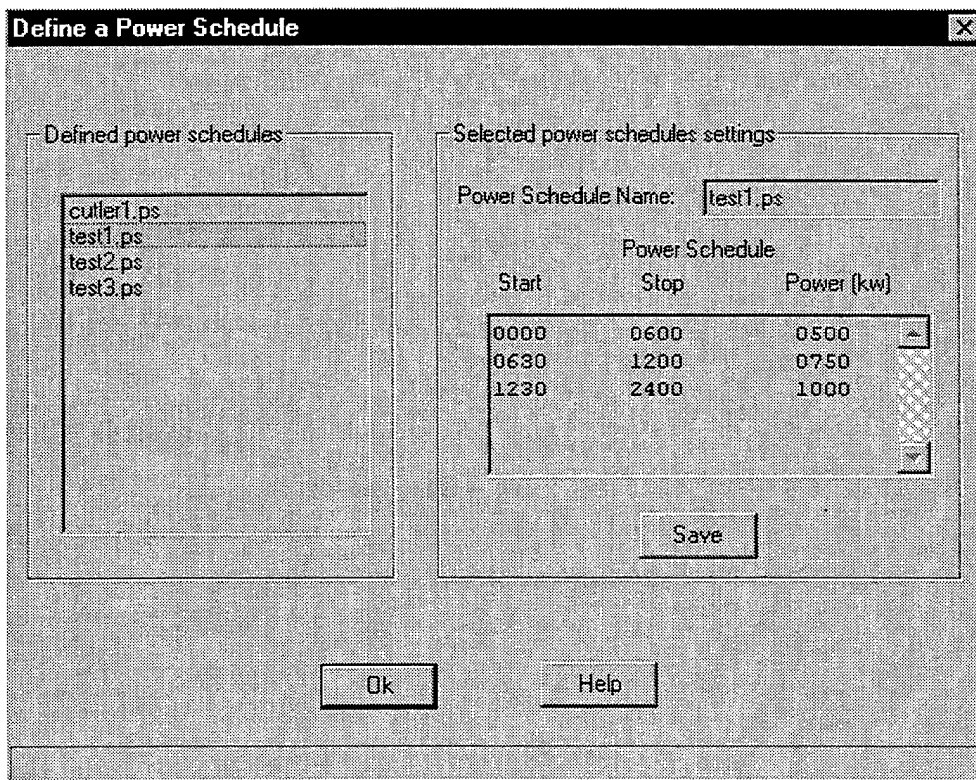 Define a Power Schedule
Defined power schedules
cutler1.ps
test1.ps
test2.ps
test3.ps
Selected power schedules settings
Power Schedule Name: test1.ps
Power Schedule
Start Stop Power (kw)
0000 0600 0500
0630 1200 0750
1230 2400 1000
Save
Ok Help